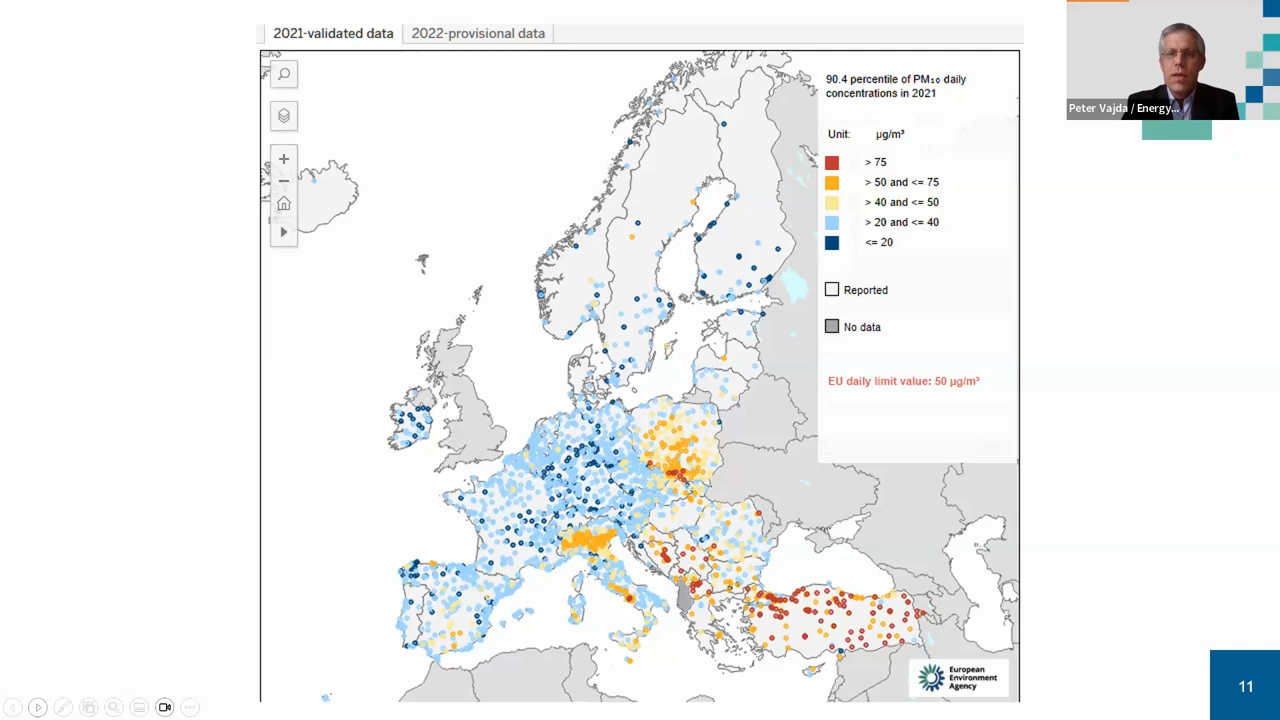 2021-validated data
2022-provisional data
90.4 percentile of PM₁₀ daily
concentrations in 2021
Unit: µg/m³
> 75
> 50 and <= 75
> 40 and <= 50
> 20 and <= 40
<= 20
Reported
No data
EU daily limit value: 50 µg/m³
European
Environment
Agency
Peter Vajda / Energy...
11